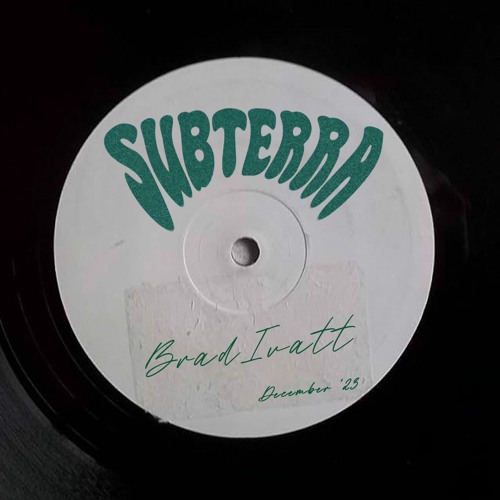 SUBTERRA
Brad Ivatt
December '23